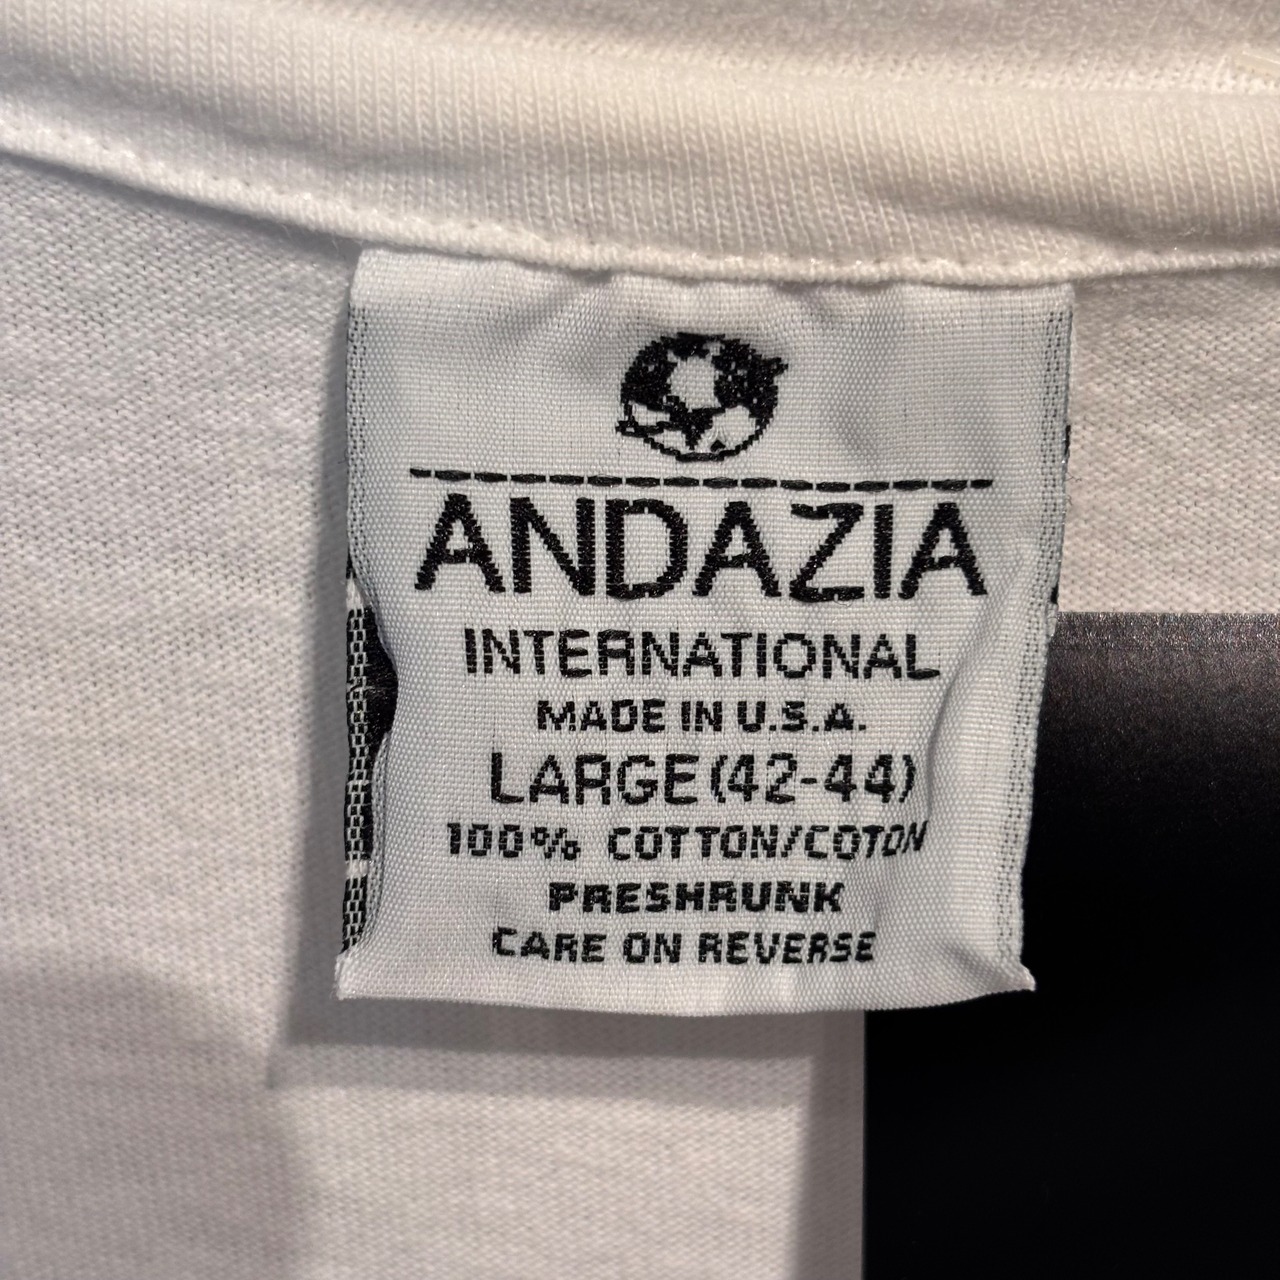 ANDAZIA
INTERNATIONAL
MADE IN U.S.A.
LARGE (42-44)
100% COTTON/COTON
PRESHRUNK
CARE ON REVERSE